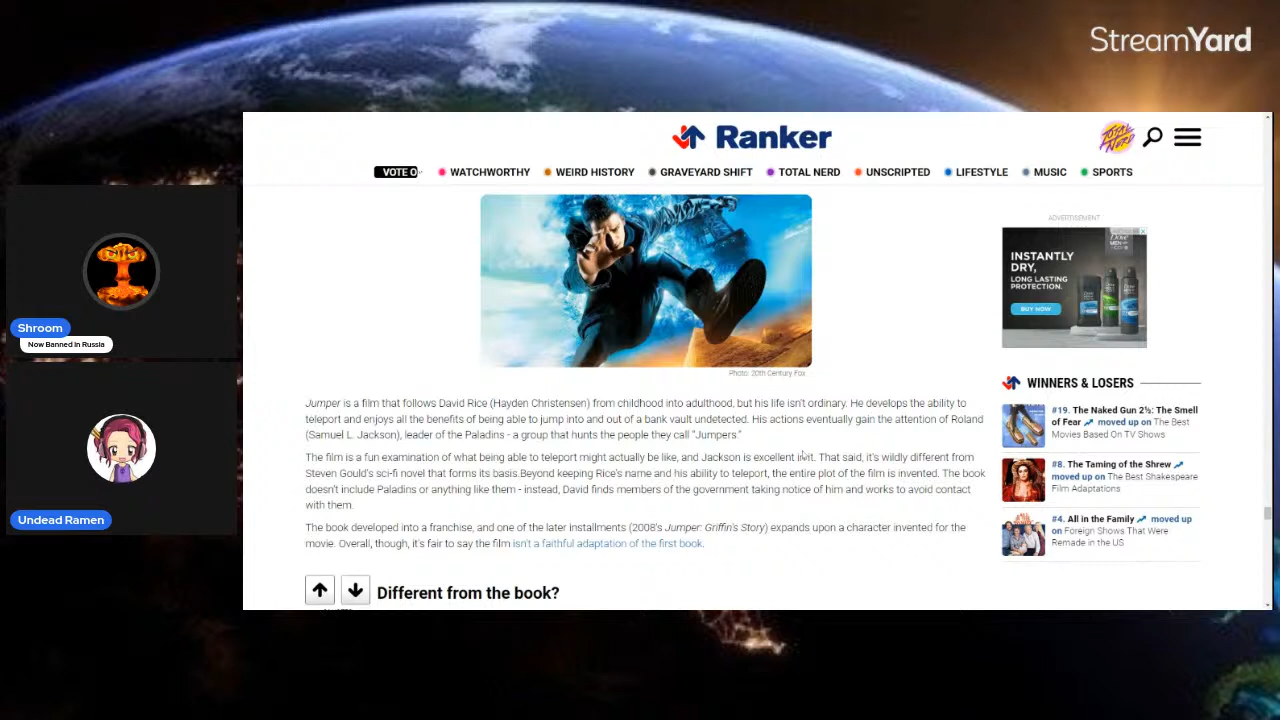 StreamYard
Ranker
TOTAL NERD
VOTE O
WATCHWORTHY
WEIRD HISTORY
GRAVEYARD SHIFT
TOTAL NERD
UNSCRIPTED
LIFESTYLE
MUSIC
SPORTS
Shroom
Now Banned in Russia
Undead Ramen
Photo: 20th Century Fox
Jumper is a film that follows David Rice (Hayden Christensen) from childhood into adulthood, but his life isn't ordinary. He develops the ability to
teleport and enjoys all the benefits of being able to jump into and out of a bank vault undetected. His actions eventually gain the attention of Roland
(Samuel L. Jackson), leader of the Paladins - a group that hunts the people they call "Jumpers."
The film is a fun examination of what being able to teleport might actually be like, and Jackson is excellent in it. That said, it's wildly different from
Steven Gould's sci-fi novel that forms its basis.Beyond keeping Rice's name and his ability to teleport, the entire plot of the film is invented. The book
doesn't include Paladins or anything like them - instead, David finds members of the government taking notice of him and works to avoid contact
with them.
The book developed into a franchise, and one of the later installments (2008's Jumper: Griffin's Story) expands upon a character invented for the
movie. Overall, though, it's fair to say the film isn't a faithful adaptation of the first book.
Different from the book?
ADVERTISEMENT
Dove
MEN+
CARE
INSTANTLY
DRY,
LONG LASTING
PROTECTION.
BUY NOW
WINNERS & LOSERS
#19. The Naked Gun 2½: The Smell
of Fear moved up on The Best
Movies Based On TV Shows
#8. The Taming of the Shrew
moved up on The Best Shakespeare
Film Adaptations
#4. All in the Family moved up
on Foreign Shows That Were
Remade in the US